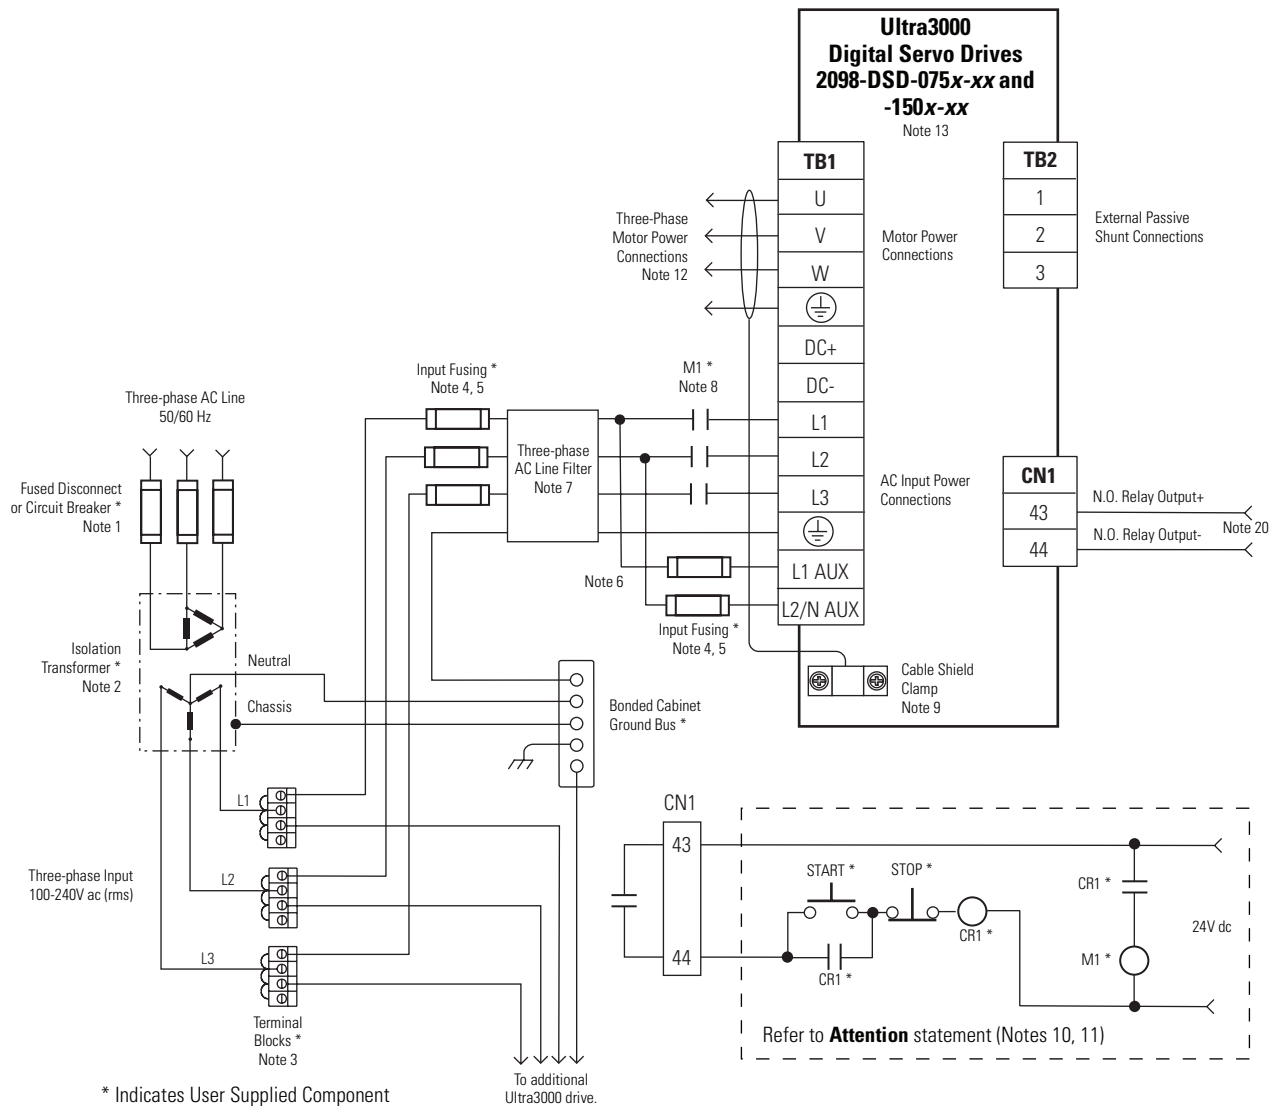 Ultra3000
Digital Servo Drives
2098-DSD-075x-xx and
-150x-xx
Note 13
TB1
U
V
W
DC+
DC-
L1
L2
L3
L1 AUX
L2/N AUX
TB2
1
2
3
External Passive
Shunt Connections
Three-Phase
Motor Power
Connections
Note 12
Motor Power
Connections
Input Fusing *
Note 4, 5
M1 *
Note 8
Three-phase AC Line
50/60 Hz
Three-phase
AC Line Filter
Note 7
AC Input Power
Connections
CN1
43
44
N.O. Relay Output+
N.O. Relay Output-
Note 20
Fused Disconnect
or Circuit Breaker *
Note 1
Note 6
Input Fusing *
Note 4, 5
Isolation
Transformer *
Note 2
Neutral
Chassis
Cable Shield
Clamp
Note 9
Bonded Cabinet
Ground Bus *
L1
L2
L3
Three-phase Input
100-240V ac (rms)
Terminal
Blocks *
Note 3
CN1
43
44
START *
STOP *
CR1 *
CR1 *
CR1 *
M1 *
24V dc
Refer to Attention statement (Notes 10, 11)
To additional
Ultra3000 drive.
* Indicates User Supplied Component